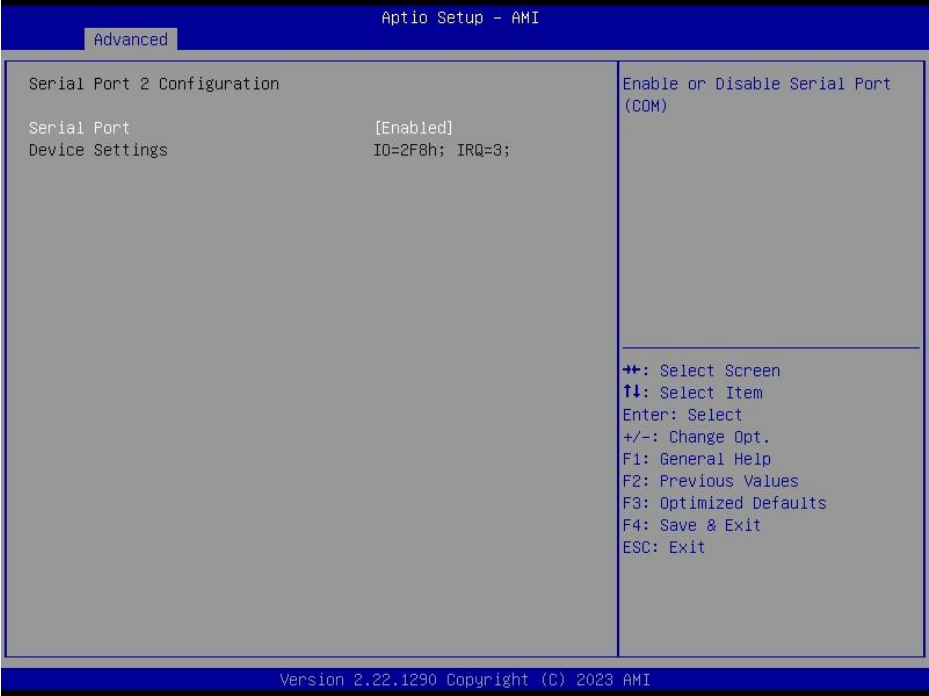 Aptio Setup – AMI
Advanced
Serial Port 2 Configuration
Serial Port [Enabled]
Device Settings IO=2F8h; IRQ=3;
Enable or Disable Serial Port
(COM)
→←: Select Screen
↑↓: Select Item
Enter: Select
+/-: Change Opt.
F1: General Help
F2: Previous Values
F3: Optimized Defaults
F4: Save & Exit
ESC: Exit
Version 2.22.1290 Copyright (C) 2023 AMI